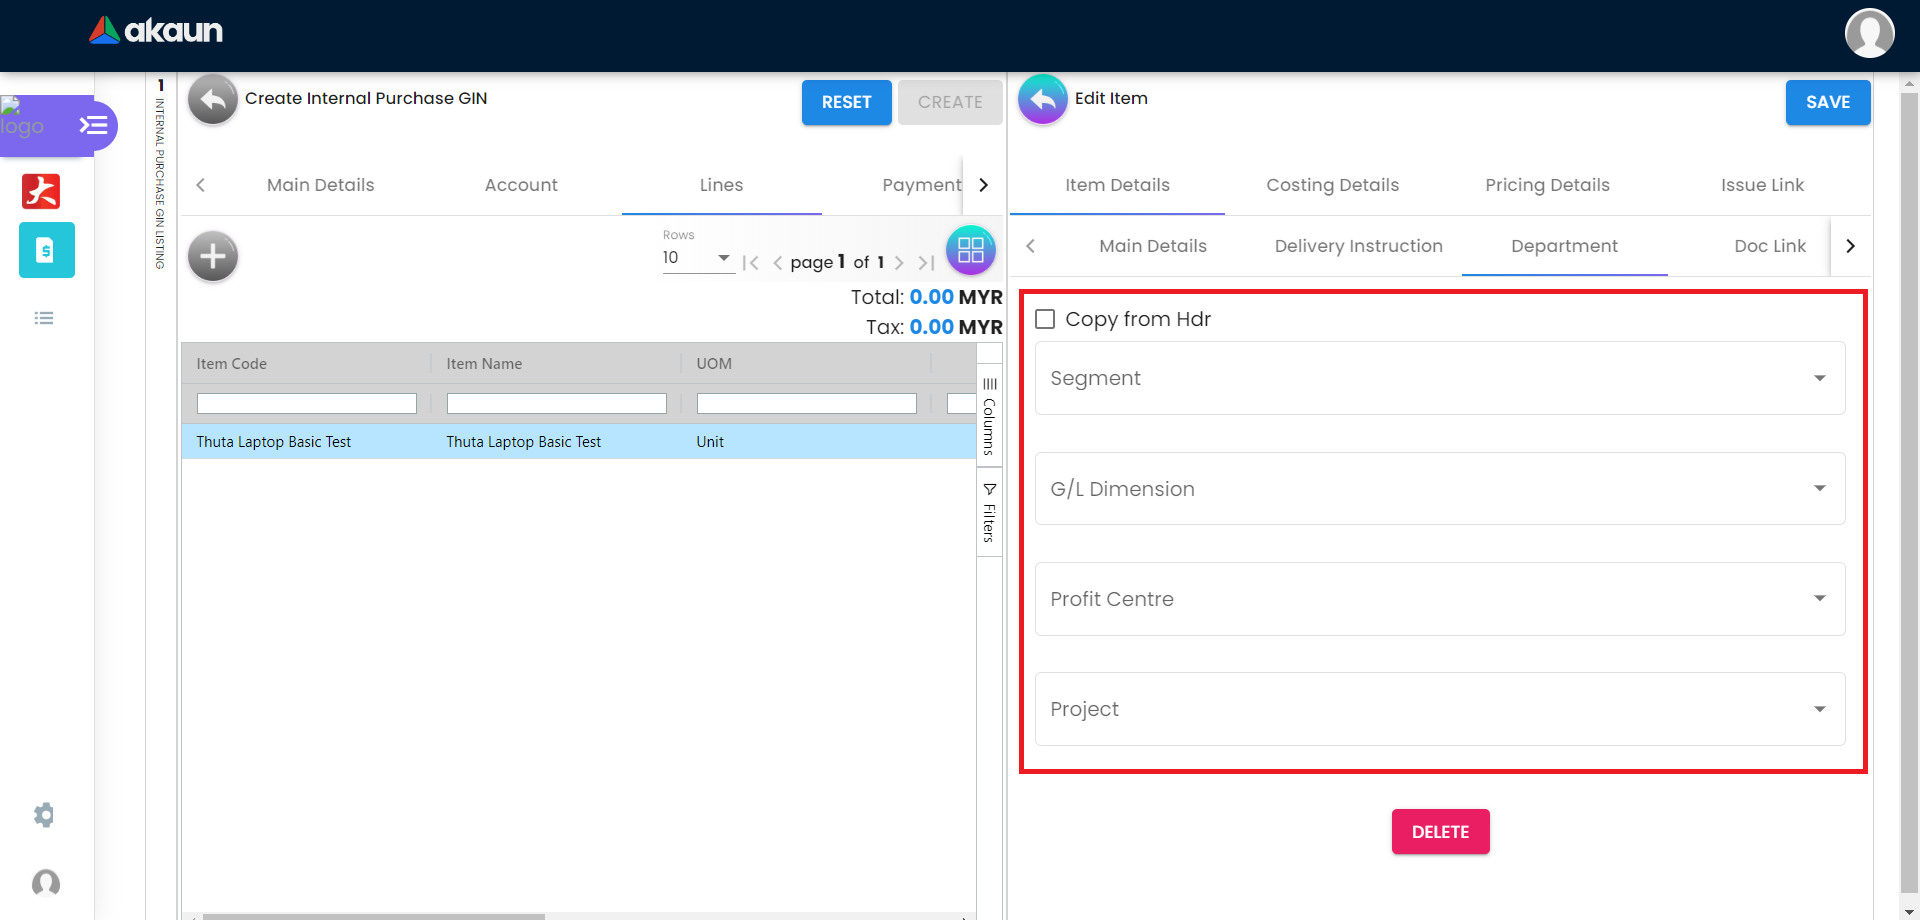 akaun
logo
1
INTERNAL PURCHASE GIN LISTING
Create Internal Purchase GIN
RESET
CREATE
Main Details
Account
Lines
Payment
Rows
10
page 1 of 1
Total: 0.00 MYR
Tax: 0.00 MYR
Item Code
Item Name
UOM
Thuta Laptop Basic Test
Thuta Laptop Basic Test
Unit
Columns
Filters
Edit Item
SAVE
Item Details
Costing Details
Pricing Details
Issue Link
Main Details
Delivery Instruction
Department
Doc Link
Copy from Hdr
Segment
G/L Dimension
Profit Centre
Project
DELETE